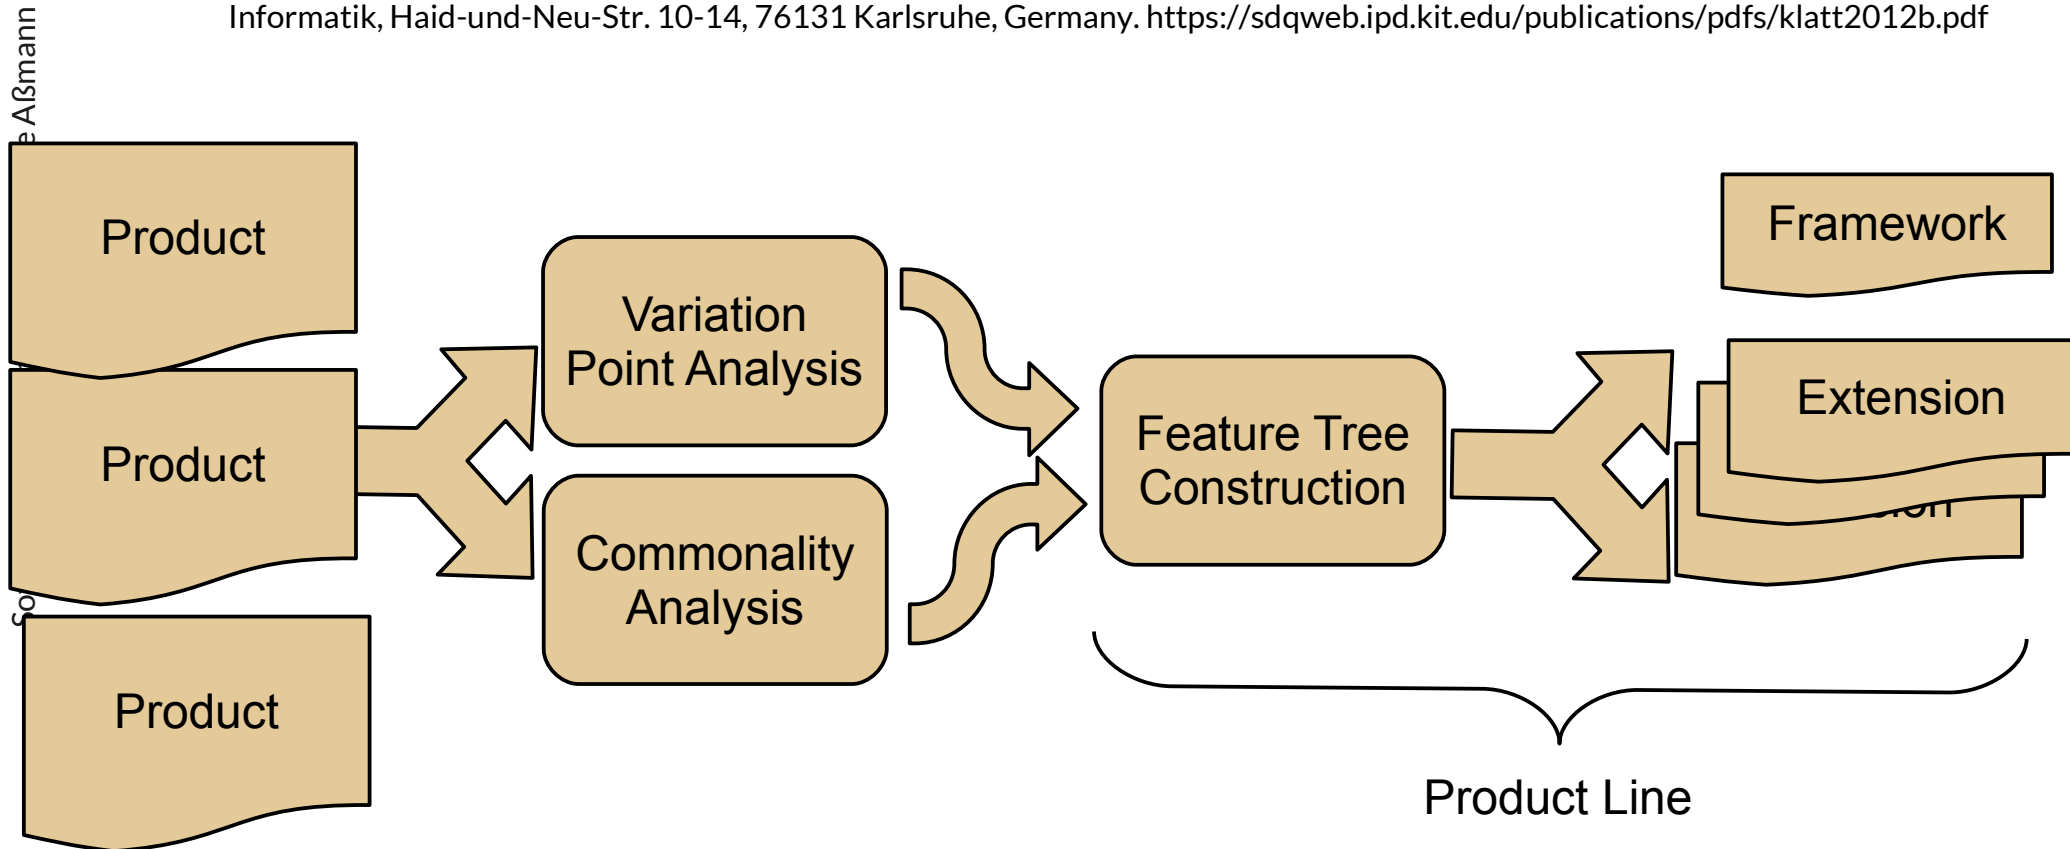 Informatik, Haid-und-Neu-Str. 10-14, 76131 Karlsruhe, Germany. https://sdqweb.ipd.kit.edu/publications/pdfs/klatt2012b.pdf
Aßmann
Product
Product
Product
Variation
Point Analysis
Commonality
Analysis
Feature Tree
Construction
Framework
Extension
Product Line